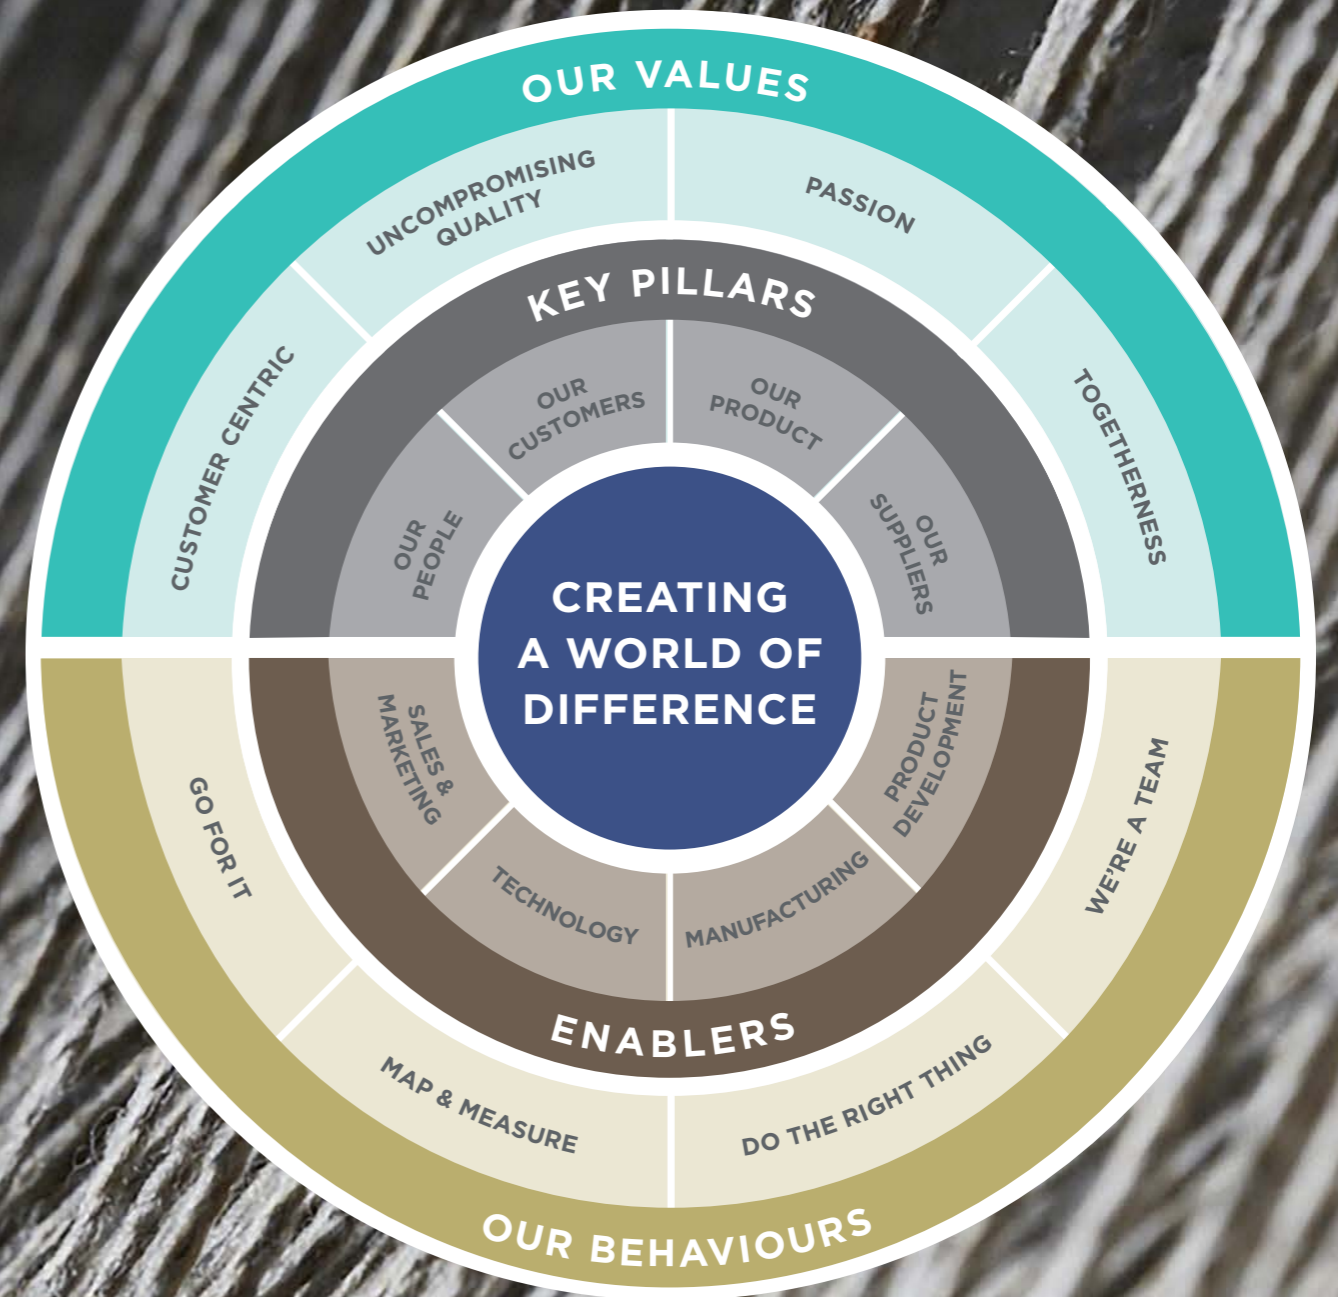 OUR VALUES
CUSTOMER CENTRIC
UNCOMPROMISING
QUALITY
PASSION
TOGETHERNESS
KEY PILLARS
OUR
PEOPLE
OUR
CUSTOMERS
OUR
PRODUCT
OUR
SUPPLIERS
CREATING
A WORLD OF
DIFFERENCE
SALES &
MARKETING
TECHNOLOGY
MANUFACTURING
PRODUCT
DEVELOPMENT
ENABLERS
GO FOR IT
MAP & MEASURE
DO THE RIGHT THING
WE'RE A TEAM
OUR BEHAVIOURS